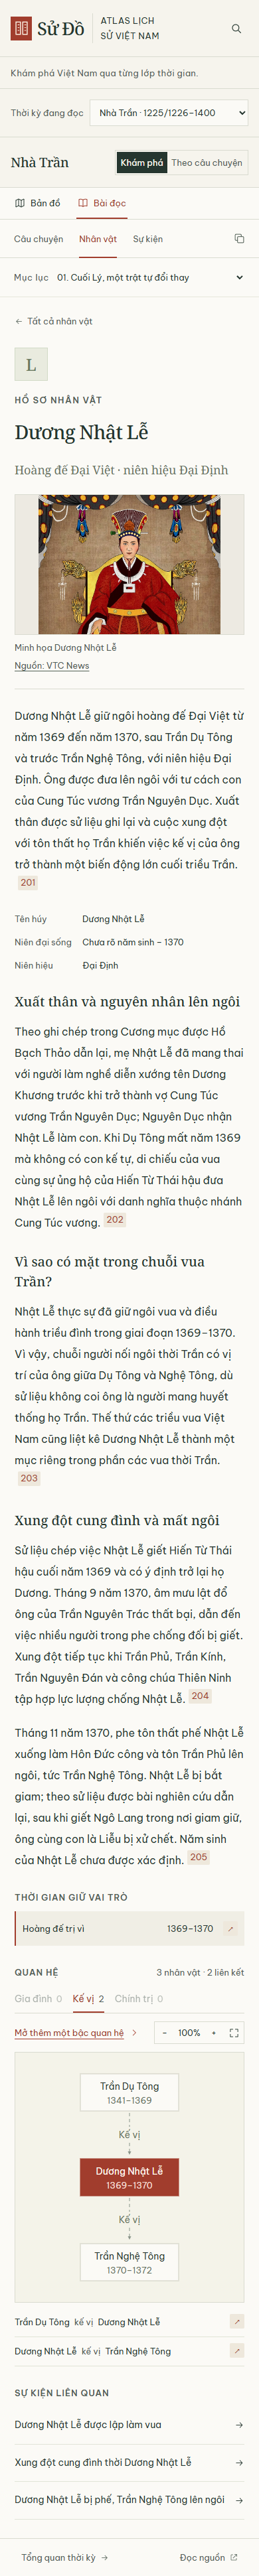 Sử Đồ
ATLAS LỊCH
SỬ VIỆT NAM
Khám phá Việt Nam qua từng lớp thời gian.
Thời kỳ đang đọc
Nhà Trần · 1225/1226–1400
Nhà Trần
Khám phá
Theo câu chuyện
Bản đồ
Bài đọc
Câu chuyện
Nhân vật
Sự kiện
Mục lục
01. Cuối Lý, một trật tự đổi thay
← Tất cả nhân vật
L
HỒ SƠ NHÂN VẬT
Dương Nhật Lễ
Hoàng đế Đại Việt · niên hiệu Đại Định
Minh họa Dương Nhật Lễ
Nguồn: VTC News
Dương Nhật Lễ giữ ngôi hoàng đế Đại Việt từ
năm 1369 đến năm 1370, sau Trần Dụ Tông
và trước Trần Nghệ Tông, với niên hiệu Đại
Định. Ông được đưa lên ngôi với tư cách con
của Cung Túc vương Trần Nguyên Dục. Xuất
thân được sử liệu ghi lại và cuộc xung đột
với tôn thất họ Trần khiến việc kế vị của ông
trở thành một biến động lớn cuối triều Trần.
201
Tên húy
Dương Nhật Lễ
Niên đại sống
Chưa rõ năm sinh – 1370
Niên hiệu
Đại Định
Xuất thân và nguyên nhân lên ngôi
Theo ghi chép trong Cương mục được Hồ
Bạch Thảo dẫn lại, mẹ Nhật Lễ đã mang thai
với người làm nghề diễn xướng tên Dương
Khương trước khi trở thành vợ Cung Túc
vương Trần Nguyên Dục; Nguyên Dục nhận
Nhật Lễ làm con. Khi Dụ Tông mất năm 1369
mà không có con kế tự, di chiếu của vua
cùng sự ủng hộ của Hiến Từ Thái hậu đưa
Nhật Lễ lên ngôi với danh nghĩa thuộc nhánh
Cung Túc vương. 202
Vì sao có mặt trong chuỗi vua
Trần?
Nhật Lễ thực sự đã giữ ngôi vua và điều
hành triều đình trong giai đoạn 1369–1370.
Vì vậy, chuỗi người nối ngôi thời Trần có vị
trí của ông giữa Dụ Tông và Nghệ Tông, dù
sử liệu không coi ông là người mang huyết
thống họ Trần. Thế thứ các triều vua Việt
Nam cũng liệt kê Dương Nhật Lễ thành một
mục riêng trong phần các vua thời Trần.
203
Xung đột cung đình và mất ngôi
Sử liệu chép việc Nhật Lễ giết Hiến Từ Thái
hậu cuối năm 1369 và có ý định trở lại họ
Dương. Tháng 9 năm 1370, âm mưu lật đổ
ông của Trần Nguyên Trác thất bại, dẫn đến
việc nhiều người trong phe chống đối bị giết.
Xung đột tiếp tục khi Trần Phủ, Trần Kính,
Trần Nguyên Đán và công chúa Thiên Ninh
tập hợp lực lượng chống Nhật Lễ. 204
Tháng 11 năm 1370, phe tôn thất phế Nhật Lễ
xuống làm Hôn Đức công và tôn Trần Phủ lên
ngôi, tức Trần Nghệ Tông. Nhật Lễ bị bắt
giam; theo sử liệu được bài nghiên cứu dẫn
lại, sau khi giết Ngô Lang trong nơi giam giữ,
ông cùng con là Liễu bị xử chết. Năm sinh
của Nhật Lễ chưa được xác định. 205
THỜI GIAN GIỮ VAI TRÒ
Hoàng đế trị vì
1369–1370 ↗
QUAN HỆ
3 nhân vật · 2 liên kết
Gia đình 0
Kế vị 2
Chính trị 0
Mở thêm một bậc quan hệ
− 100% +
Trần Dụ Tông
1341–1369
Kế vị
Dương Nhật Lễ
1369–1370
Kế vị
Trần Nghệ Tông
1370–1372
Trần Dụ Tông kế vị Dương Nhật Lễ ↗
Dương Nhật Lễ kế vị Trần Nghệ Tông ↗
SỰ KIỆN LIÊN QUAN
Dương Nhật Lễ được lập làm vua →
Xung đột cung đình thời Dương Nhật Lễ →
Dương Nhật Lễ bị phế, Trần Nghệ Tông lên ngôi →
Tổng quan thời kỳ →
Đọc nguồn